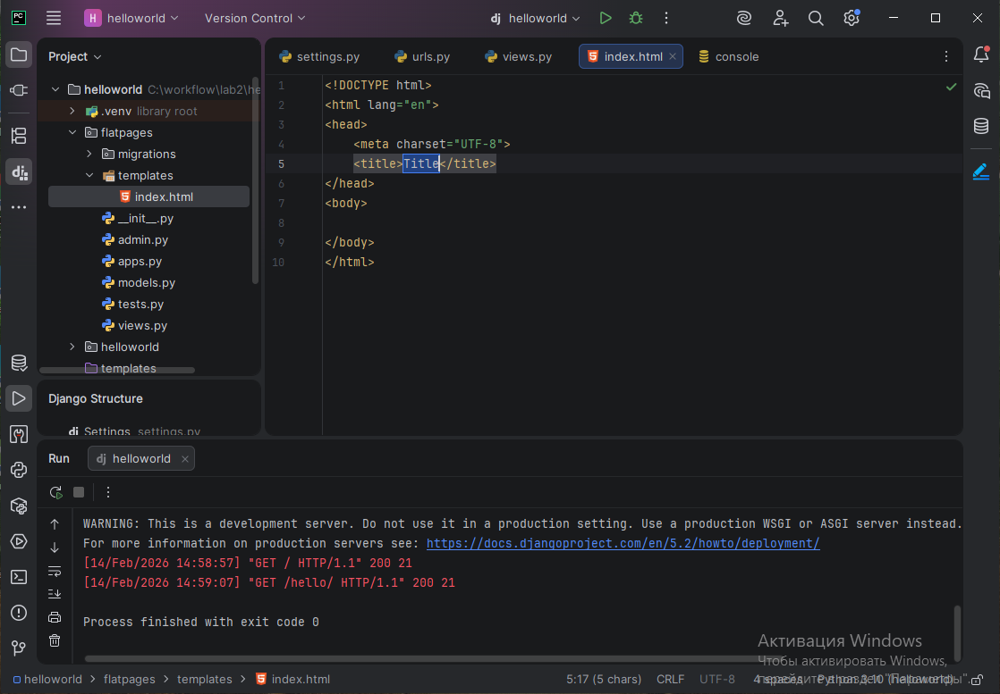 PC
H helloworld Version Control dj helloworld
Project
settings.py urls.py views.py index.html console
helloworld C:\workflow\lab2\he
.venv library root
flatpages
migrations
templates
index.html
__init__.py
admin.py
apps.py
models.py
tests.py
views.py
helloworld
templates
1 <!DOCTYPE html>
2 <html lang="en">
3 <head>
4 <meta charset="UTF-8">
5 <title>Title</title>
6 </head>
7 <body>
8
9 </body>
10 </html>
Django Structure
dj Settings settings.py
Run dj helloworld
WARNING: This is a development server. Do not use it in a production setting. Use a production WSGI or ASGI server instead.
For more information on production servers see: https://docs.djangoproject.com/en/5.2/howto/deployment/
[14/Feb/2026 14:58:57] "GET / HTTP/1.1" 200 21
[14/Feb/2026 14:59:07] "GET /hello/ HTTP/1.1" 200 21
Process finished with exit code 0
Активация Windows
Чтобы активировать Windows,
перейдите в раздел "Параметры".
helloworld flatpages templates index.html 5:17 (5 chars) CRLF UTF-8 4 spaces Python 3.10 (helloworld)